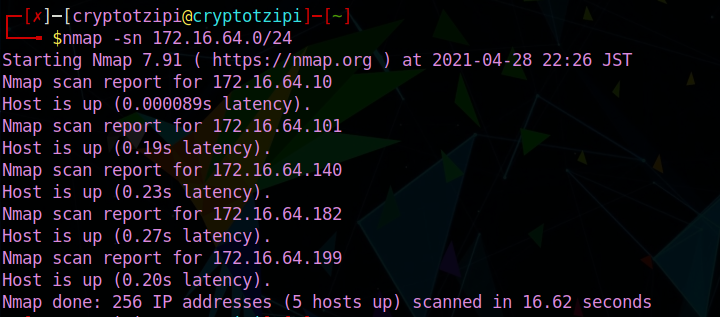 ┌─[✗]─[cryptotzipi@cryptotzipi]─[~]
└──╼ $nmap -sn 172.16.64.0/24
Starting Nmap 7.91 ( https://nmap.org ) at 2021-04-28 22:26 JST
Nmap scan report for 172.16.64.10
Host is up (0.000089s latency).
Nmap scan report for 172.16.64.101
Host is up (0.19s latency).
Nmap scan report for 172.16.64.140
Host is up (0.23s latency).
Nmap scan report for 172.16.64.182
Host is up (0.27s latency).
Nmap scan report for 172.16.64.199
Host is up (0.20s latency).
Nmap done: 256 IP addresses (5 hosts up) scanned in 16.62 seconds